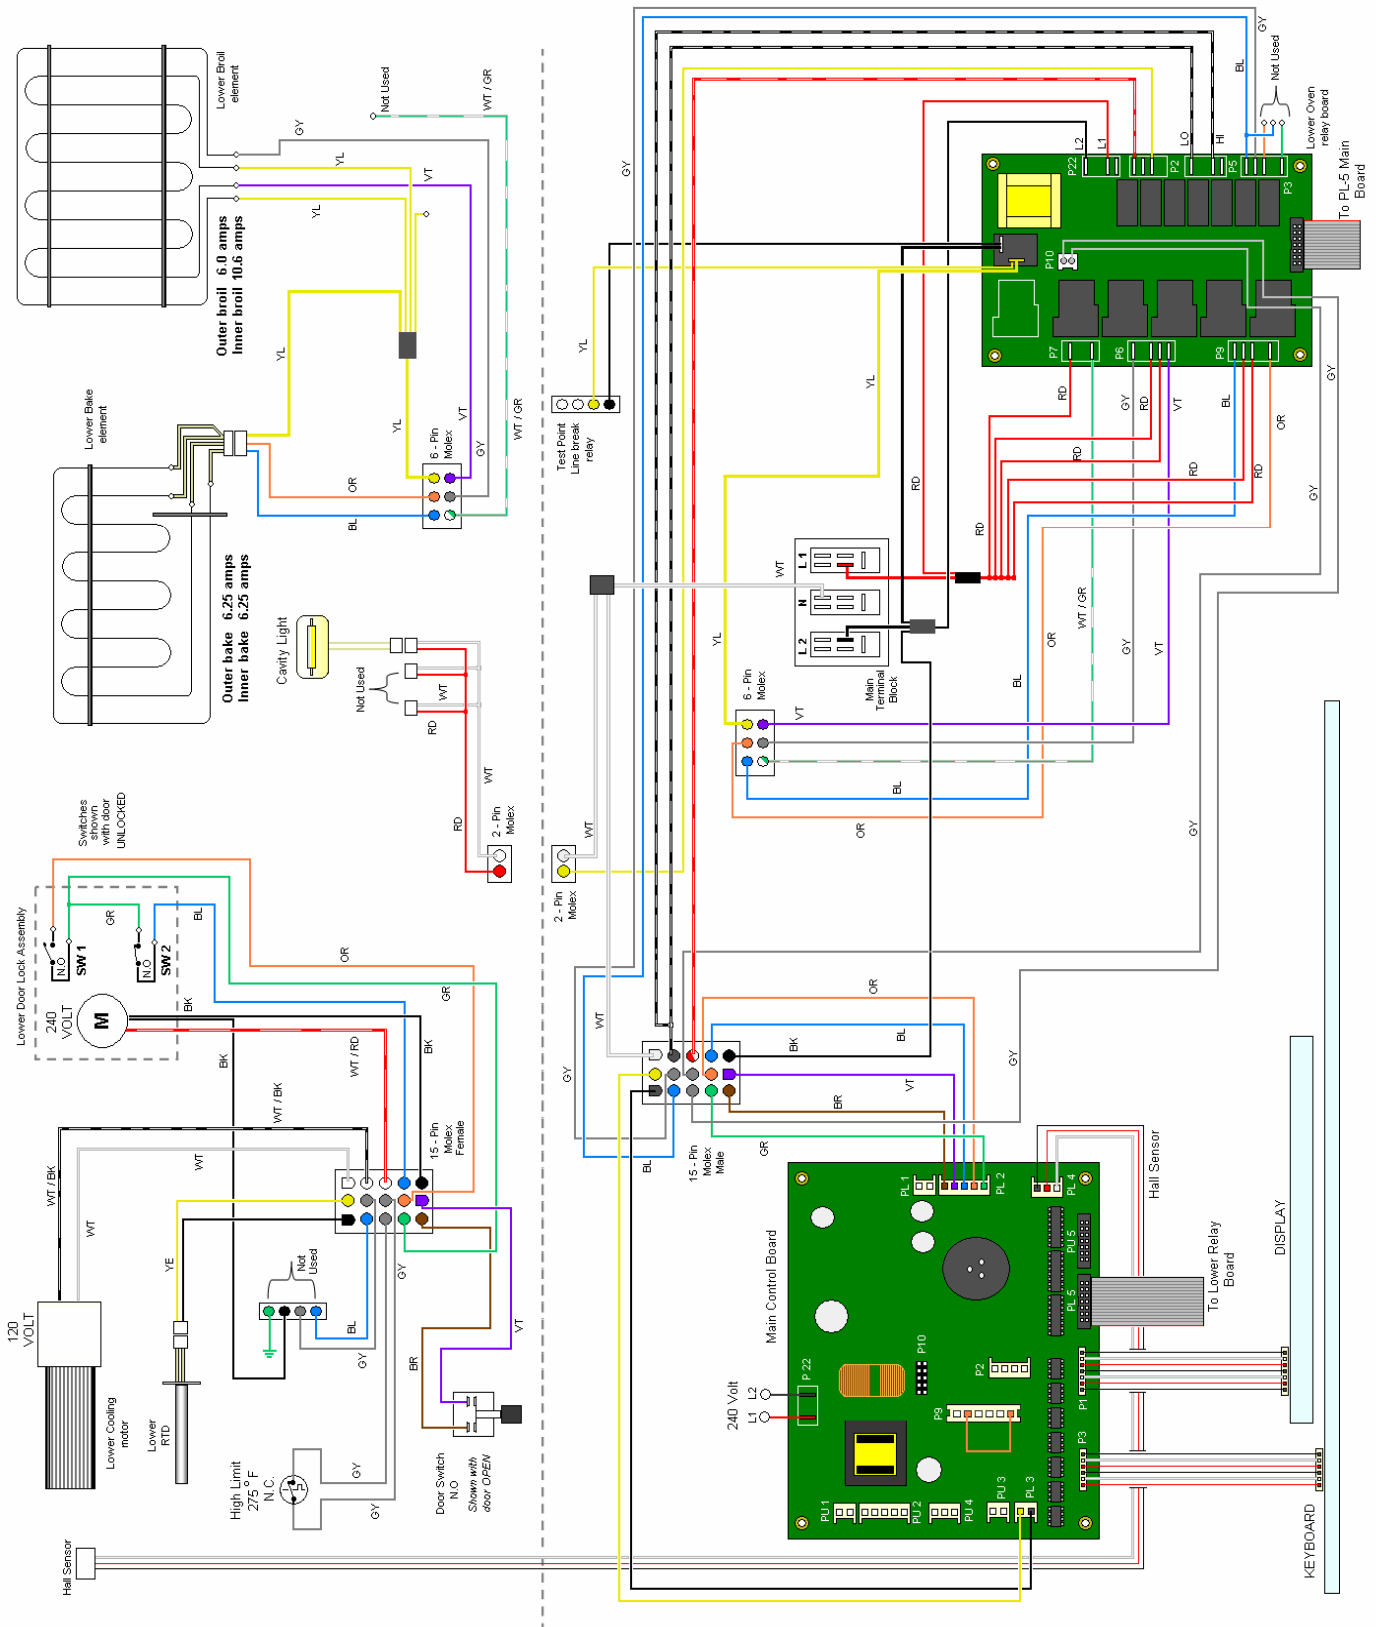 Lower Broil
element
Not Used
WT / GR
GY
YL
VT
YL
Outer broil 6.0 amps
Inner broil 10.6 amps
YL
YL
VT
GY
WT / GR
6 - Pin
Molex
Lower Bake
element
OR
BL
Outer bake 6.25 amps
Inner bake 6.25 amps
Cavity Light
Not Used
WT
RD
WT
RD
2 - Pin
Molex
Switches
shown
with door
UNLOCKED
Lower Door Lock Assembly
GR
BL
N.O
SW 1
N.O
SW 2
240
VOLT
M
BK
BK
WT / RD
BK
OR
GR
WT / BK
WT / BK
WT
WT
15 - Pin
Molex
Female
YE
120
VOLT
Lower Cooling
motor
Lower
RTD
Not
Used
BL
GY
GY
BR
VT
High Limit
275° F
N.C.
GY
GY
Door Switch
N.O
Shown with
door OPEN
Hall Sensor
GY
GY
BL
Not Used
Lower Oven
relay board
To PL-5 Main
Board
L2
L1
LO
HI
P22
P2
P5
P3
P10
P7
P6
P9
YL
Test Point
Line break
relay
YL
RD
RD
GY
RD
VT
BL
OR
RD
RD
RD
RD
GY
GY
WT
L 1
N
L 2
Main
Terminal
Block
YL
6 - Pin
Molex
VT
WT / GR
OR
GY
VT
BL
BL
OR
WT
2 - Pin
Molex
GY
WT
GY
OR
BL
BK
VT
BR
GR
GY
BL
15 - Pin
Molex
Male
Hall Sensor
PL 1
PL 2
PL 4
PU 5
PL 5
Main Control Board
To Lower Relay
Board
DISPLAY
P 22
P10
P2
P1
240 Volt
L1
L2
P9
P3
PU 1
PU 2
PU 4
PU 3
PL 3
KEYBOARD